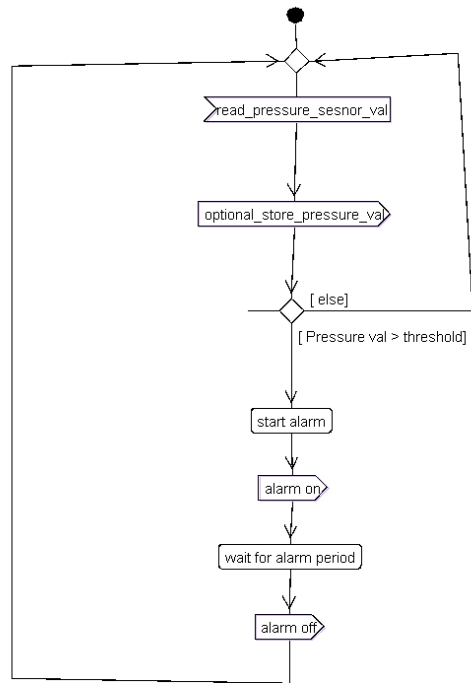 read_pressure_sesnor_val
optional_store_pressure_val
[ else]
[ Pressure val > threshold]
start alarm
alarm on
wait for alarm period
alarm off